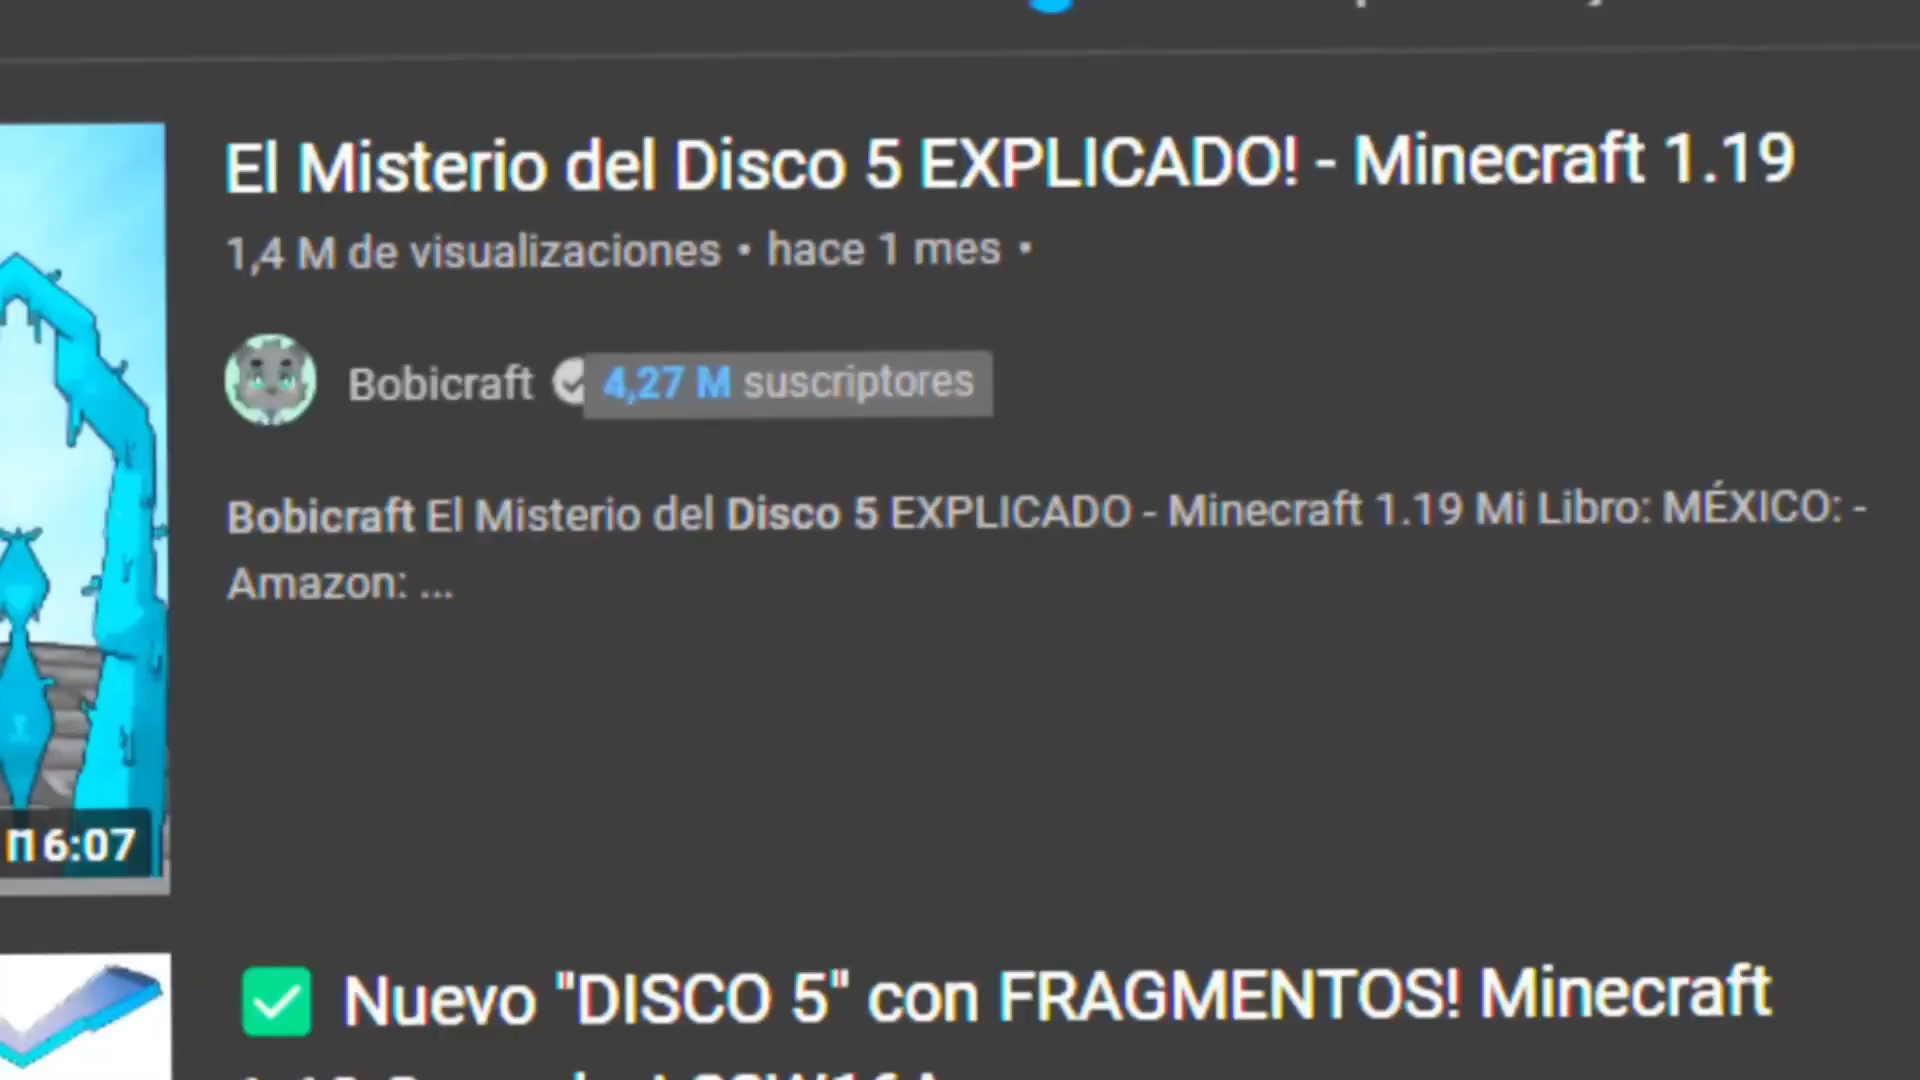 El Misterio del Disco 5 EXPLICADO! - Minecraft 1.19
1,4 M de visualizaciones • hace 1 mes •
Bobicraft 4,27 M suscriptores
Bobicraft El Misterio del Disco 5 EXPLICADO - Minecraft 1.19 Mi Libro: MÉXICO: -
Amazon: ...
6:07
Nuevo "DISCO 5" con FRAGMENTOS! Minecraft